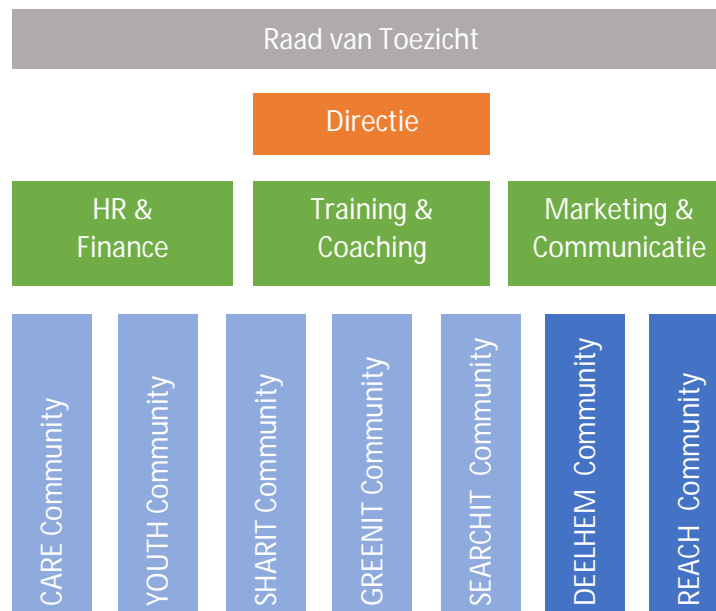 Raad van Toezicht
Directie
HR &
Finance
Training &
Coaching
Marketing &
Communicatie
CARE Community
YOUTH Community
SHARIT Community
GREENIT Community
SEARCHIT Community
DEELHEM Community
REACH Community